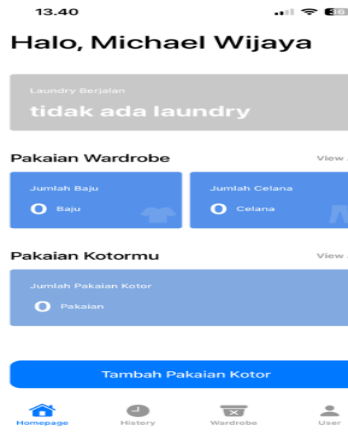 13.40
Halo, Michael Wijaya
Laundry Berjalan
tidak ada laundry
Pakaian Wardrobe
View
Jumlah Baju
0 Baju
Jumlah Celana
0 Celana
Pakaian Kotormu
View
Jumlah Pakaian Kotor
0 Pakaian
Tambah Pakaian Kotor
Homepage
History
Wardrobe
User